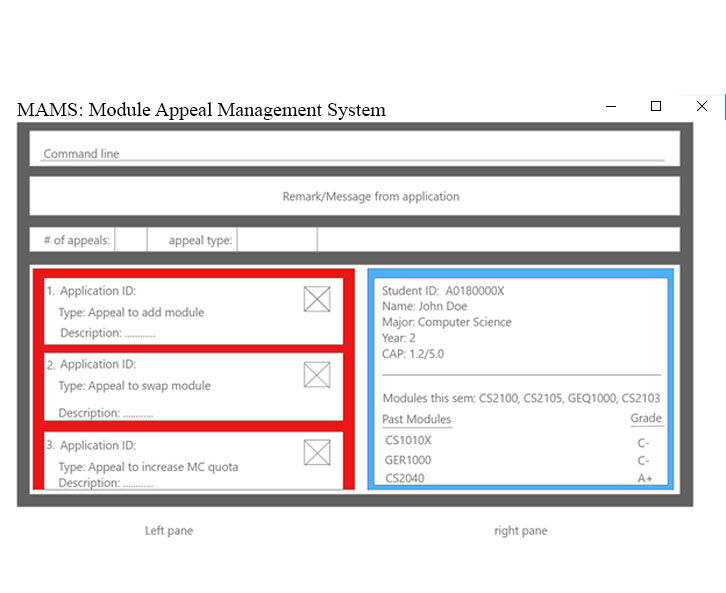 MAMS: Module Appeal Management System
Command line
Remark/Message from application
# of appeals: appeal type:
1. Application ID:
Type: Appeal to add module
Description: ............
2. Application ID:
Type: Appeal to swap module
Description: ............
3. Application ID:
Type: Appeal to increase MC quota
Description: ............
Student ID: A0180000X
Name: John Doe
Major: Computer Science
Year: 2
CAP: 1.2/5.0
Modules this sem: CS2100, CS2105, GEQ1000, CS2103
Past Modules Grade
CS1010X C-
GER1000 C-
CS2040 A+
Left pane
right pane